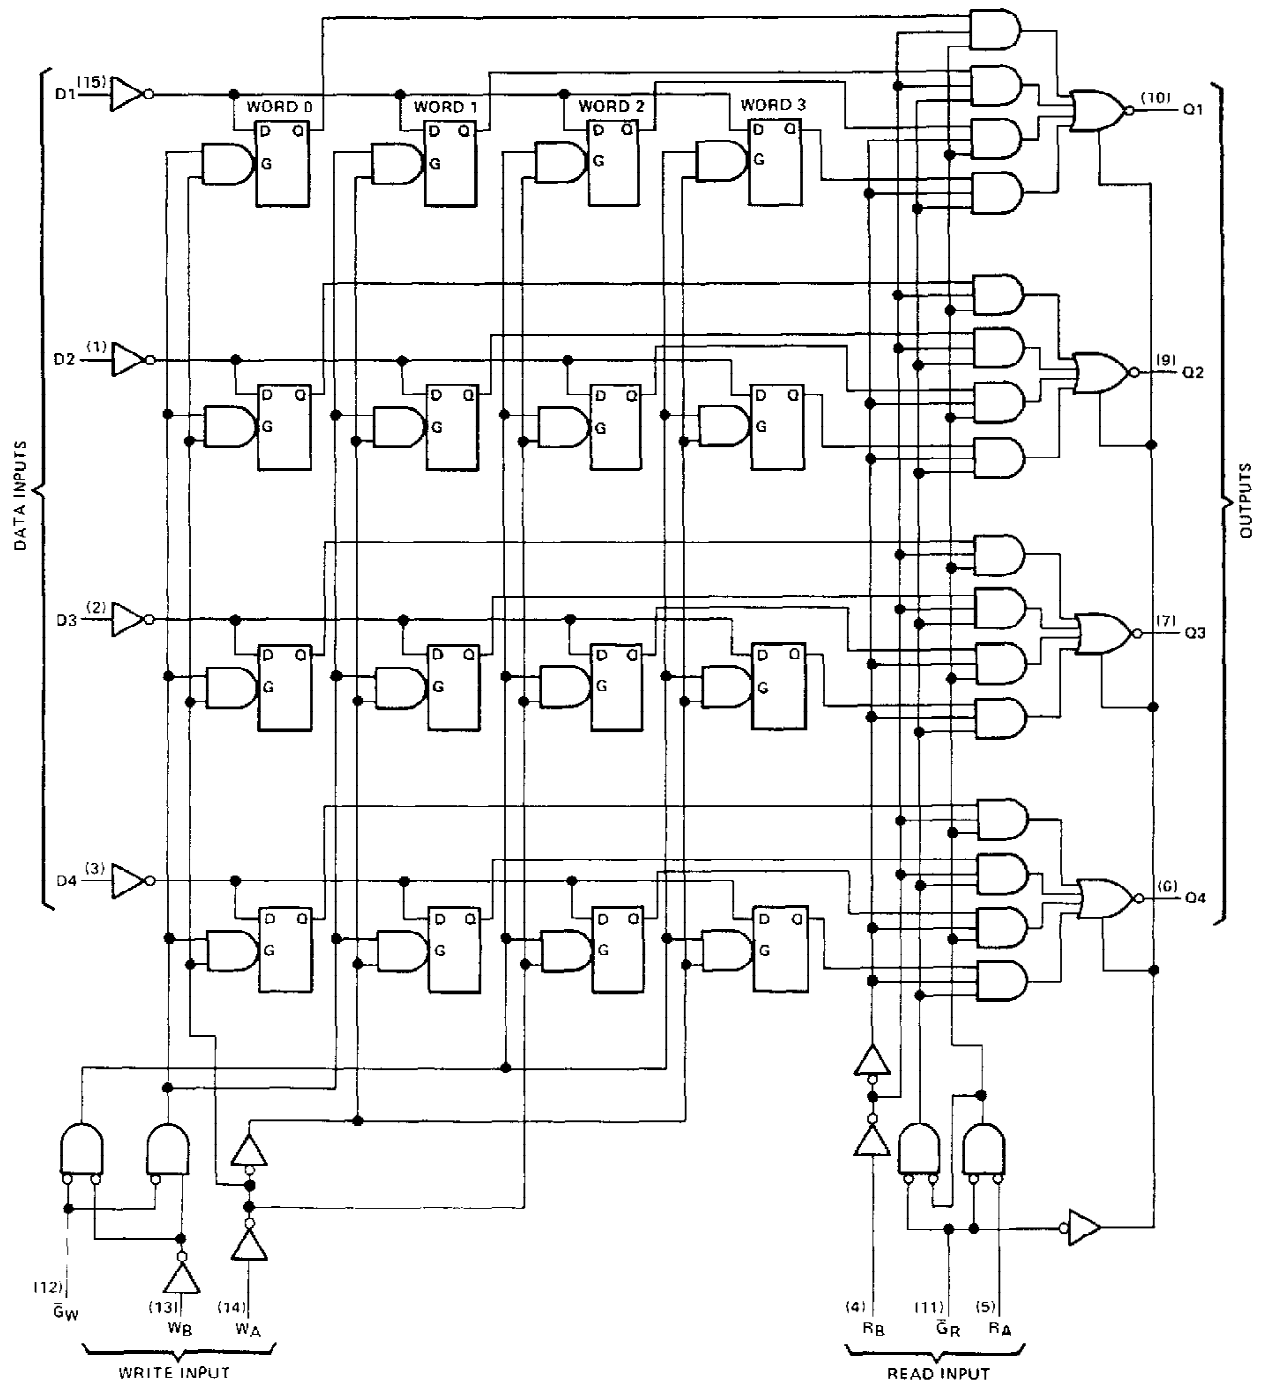 (15)
D1
WORD 0
WORD 1
WORD 2
WORD 3
(10)
Q1
D Q
G
D Q
G
D Q
G
D Q
G
(1)
D2
(9)
Q2
D Q
G
D Q
G
D Q
G
D Q
G
DATA INPUTS
OUTPUTS
(2)
D3
(7)
Q3
D Q
G
D Q
G
D Q
G
D Q
G
(3)
D4
(6)
Q4
D Q
G
D Q
G
D Q
G
D Q
G
(12)
G̅W
(13)
WB
(14)
WA
(4)
RB
(11)
G̅R
(5)
RA
WRITE INPUT
READ INPUT